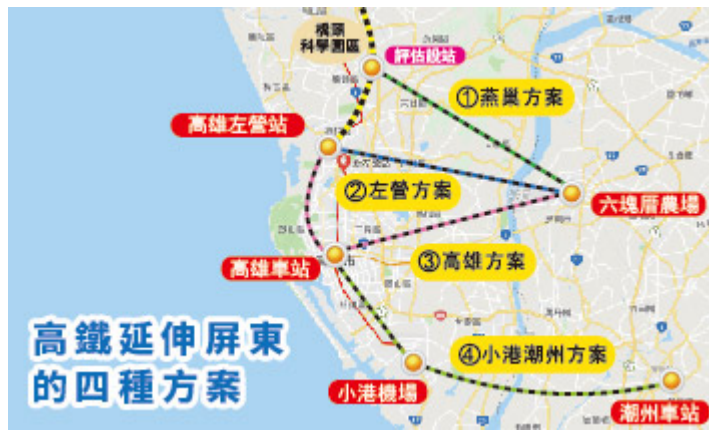 橋頭
科學園區
評估設站
①燕巢方案
高雄左營站
②左營方案
六塊厝農場
③高雄方案
高雄車站
高鐵延伸屏東
的四種方案
④小港潮州方案
小港機場
潮州車站